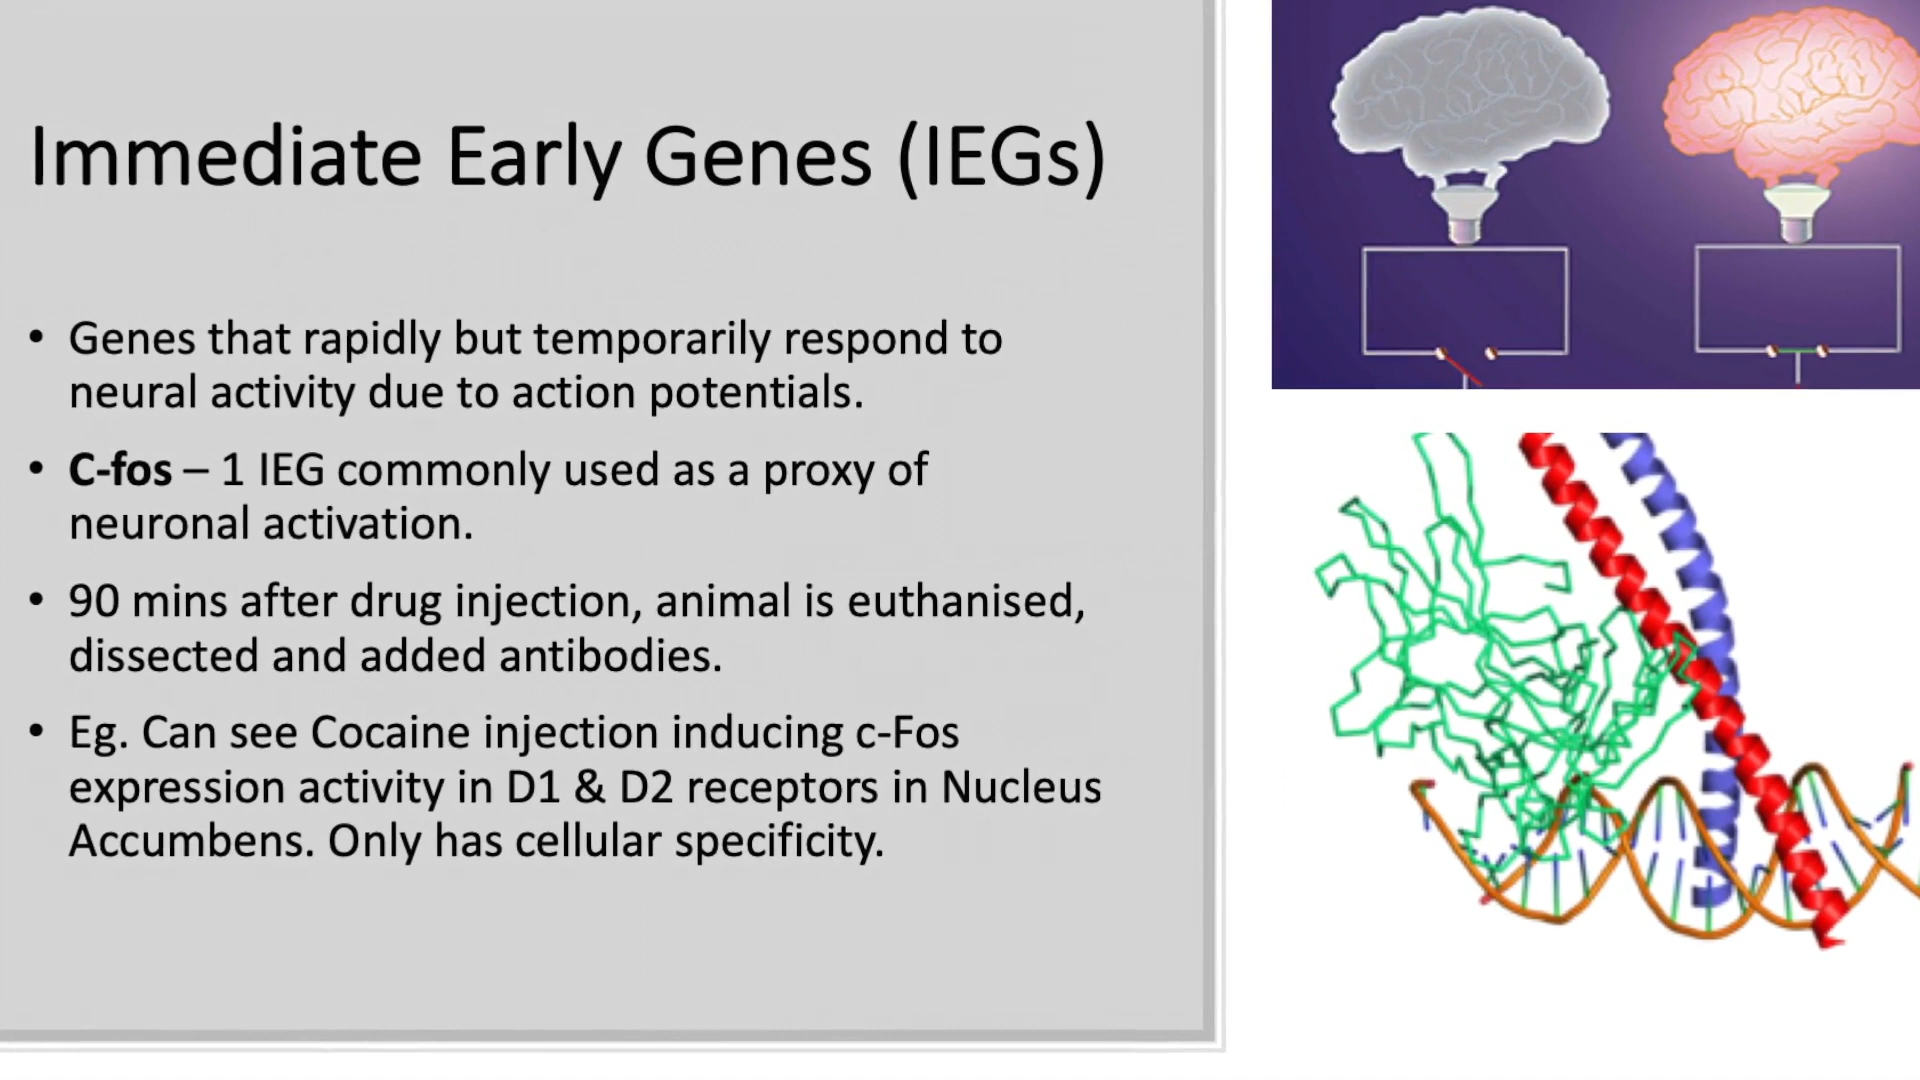 Immediate Early Genes (IEGs)
• Genes that rapidly but temporarily respond to
neural activity due to action potentials.
• C-fos – 1 IEG commonly used as a proxy of
neuronal activation.
• 90 mins after drug injection, animal is euthanised,
dissected and added antibodies.
• Eg. Can see Cocaine injection inducing c-Fos
expression activity in D1 & D2 receptors in Nucleus
Accumbens. Only has cellular specificity.